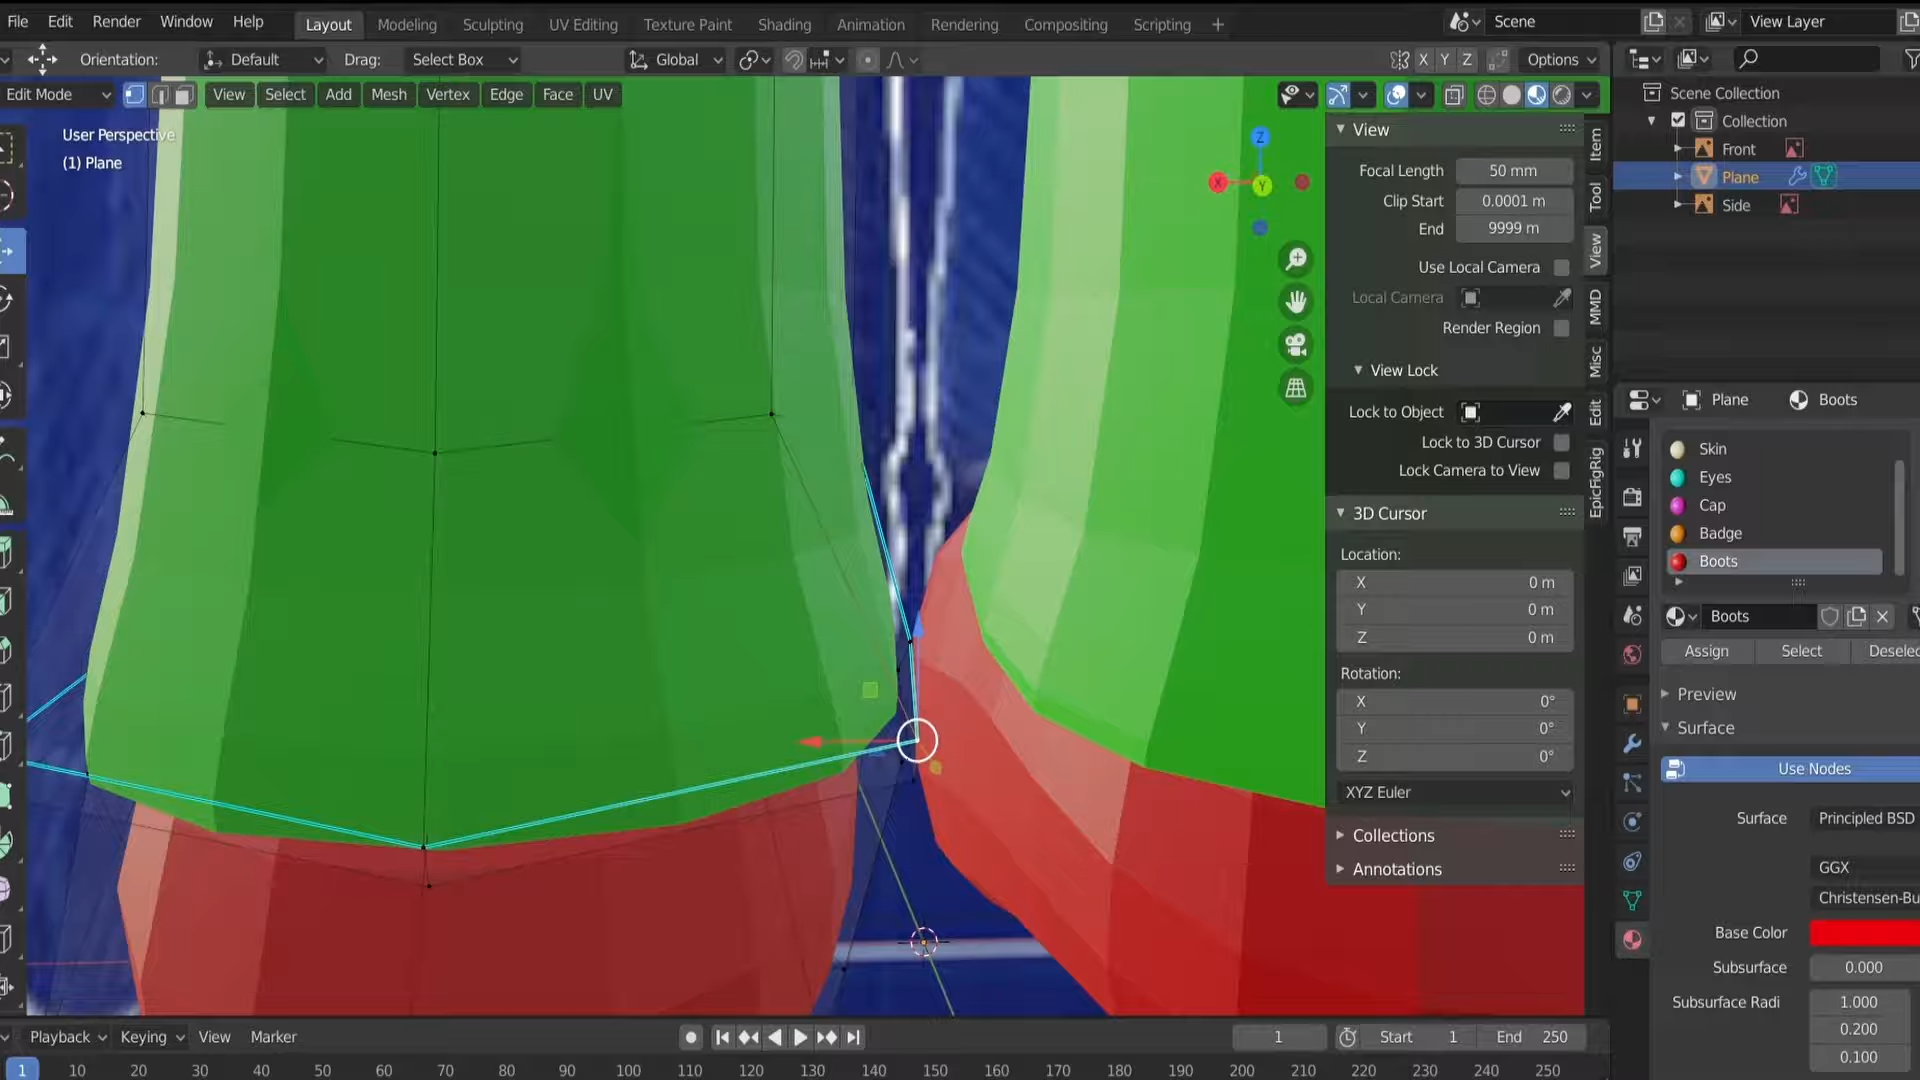 File Edit Render Window Help Layout Modeling Sculpting UV Editing Texture Paint Shading Animation Rendering Compositing Scripting + Scene View Layer
Orientation: Default Drag: Select Box Global X Y Z Options
Edit Mode View Select Add Mesh Vertex Edge Face UV
User Perspective
(1) Plane
Z
X
Y
View
Focal Length 50 mm
Clip Start 0.0001 m
End 9999 m
Use Local Camera
Local Camera
Render Region
View Lock
Lock to Object
Lock to 3D Cursor
Lock Camera to View
3D Cursor
Location:
X 0 m
Y 0 m
Z 0 m
Rotation:
X 0°
Y 0°
Z 0°
XYZ Euler
Collections
Annotations
Item
Tool
View
MMD
Misc
Edit
EpicFigRig
Scene Collection
Collection
Front
Plane
Side
Plane Boots
Skin
Eyes
Cap
Badge
Boots
Boots
Assign Select Deselec
Preview
Surface
Use Nodes
Surface Principled BSD
GGX
Christensen-Bu
Base Color
Subsurface 0.000
Subsurface Radi 1.000
0.200
0.100
Playback Keying View Marker 1 Start 1 End 250
1 10 20 30 40 50 60 70 80 90 100 110 120 130 140 150 160 170 180 190 200 210 220 230 240 250